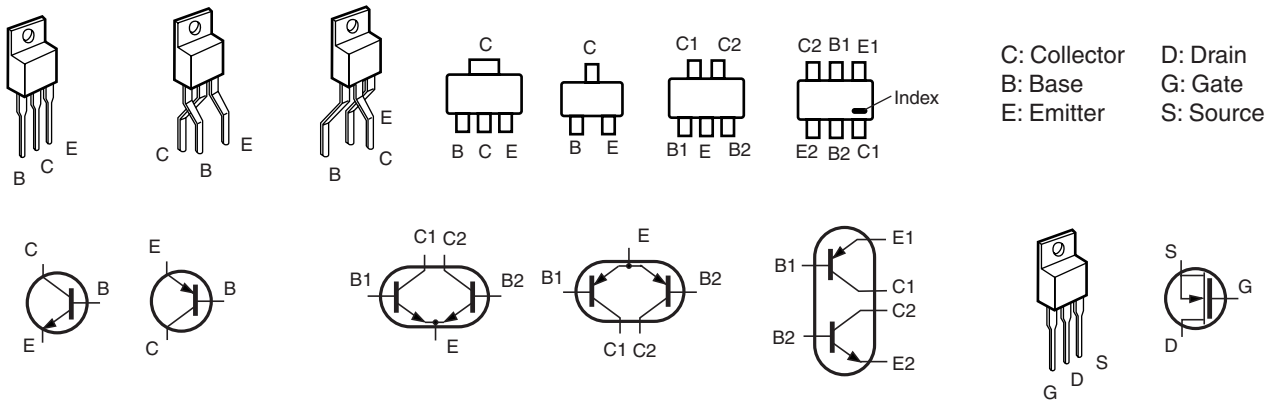 C
C
C1 C2
C2 B1 E1
C: Collector D: Drain
B: Base G: Gate
E: Emitter S: Source
Index
B C E
C B E
B E C
B C E
B E
B1 E B2
E2 B2 C1
C B E
E B C
C1 C2
B1 B2
E
E
B1 B2
C1 C2
E1
B1
C1
C2
B2
E2
G D S
S
G
D